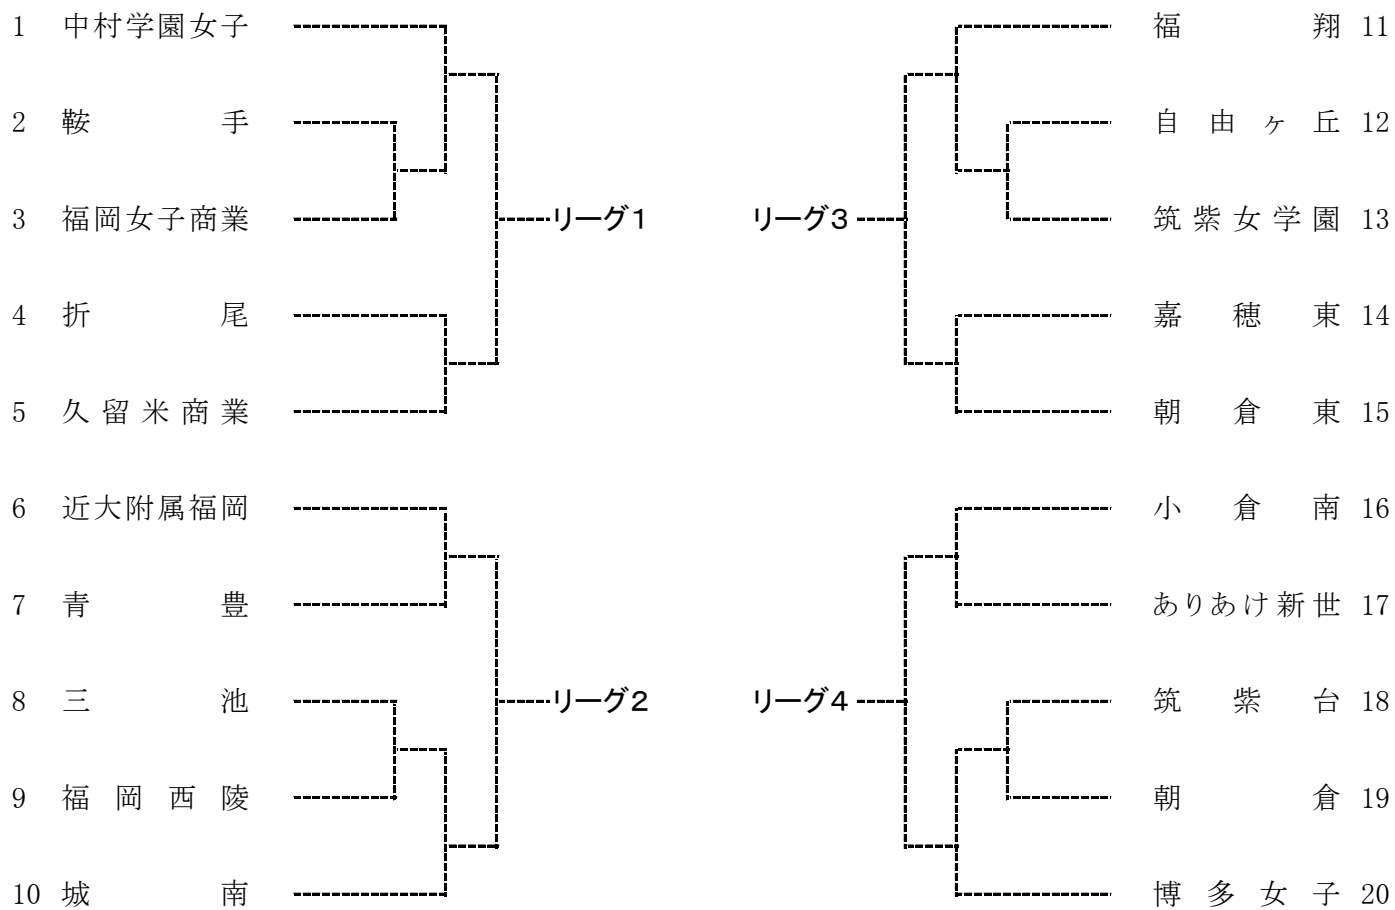 1 中村学園女子
2 鞍手
3 福岡女子商業
リーグ1
4 折尾
5 久留米商業
6 近大附属福岡
7 青豊
8 三池
リーグ2
9 福岡西陵
10 城南
福翔 11
自由ヶ丘 12
リーグ3
筑紫女学園 13
嘉穂東 14
朝倉東 15
小倉南 16
ありあけ新世 17
リーグ4
筑紫台 18
朝倉 19
博多女子 20